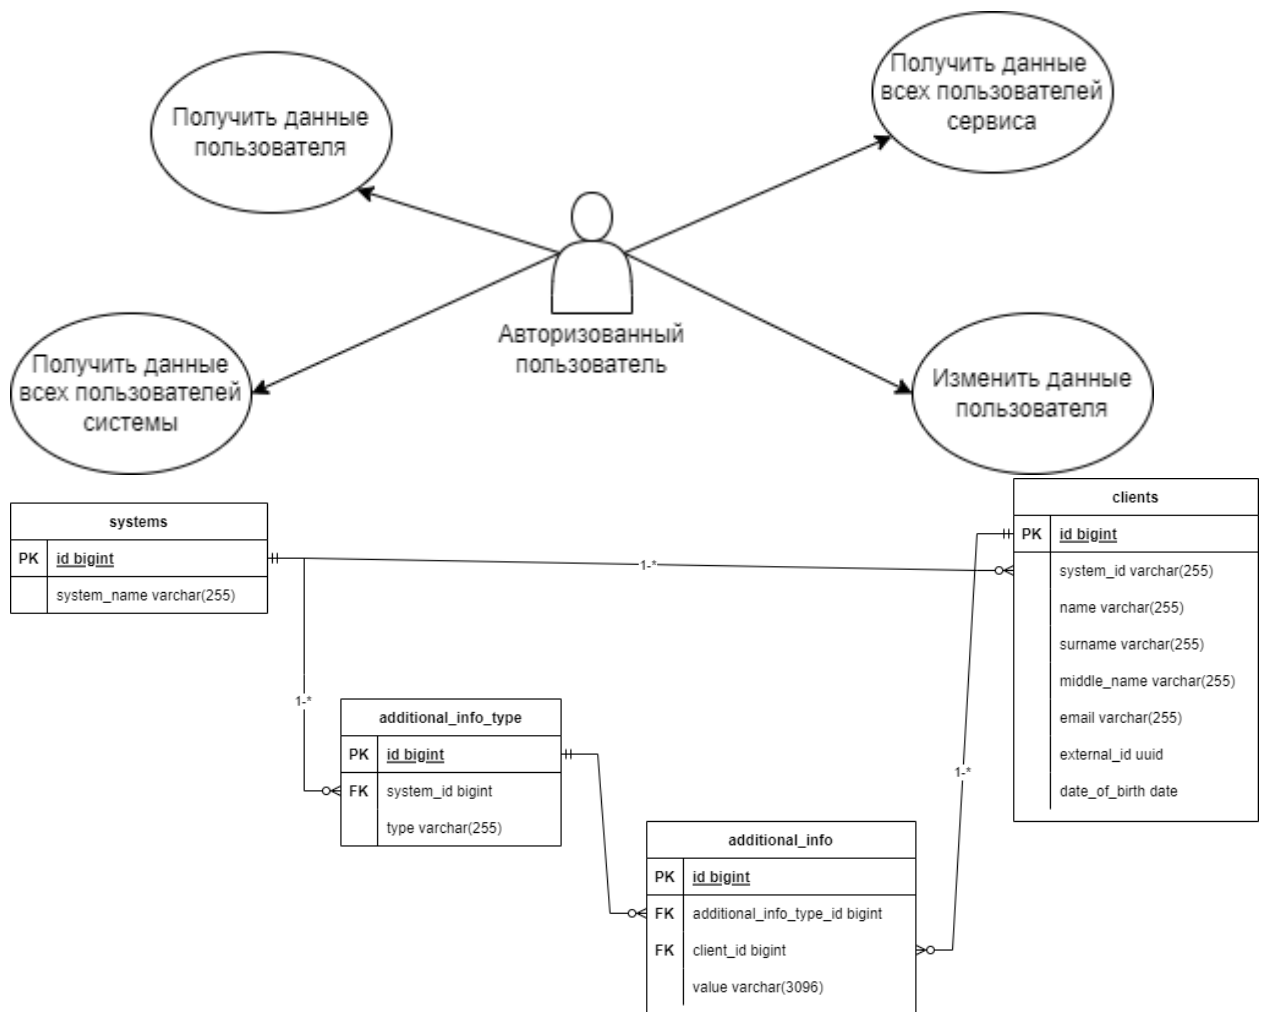 Получить данные
пользователя
Получить данные
всех пользователей
сервиса
Авторизованный
пользователь
Получить данные
всех пользователей
системы
Изменить данные
пользователя
systems
PK id bigint
system_name varchar(255)
1-*
clients
PK id bigint
system_id varchar(255)
name varchar(255)
surname varchar(255)
middle_name varchar(255)
email varchar(255)
external_id uuid
date_of_birth date
1-*
additional_info_type
PK id bigint
FK system_id bigint
type varchar(255)
1-*
additional_info
PK id bigint
FK additional_info_type_id bigint
FK client_id bigint
value varchar(3096)